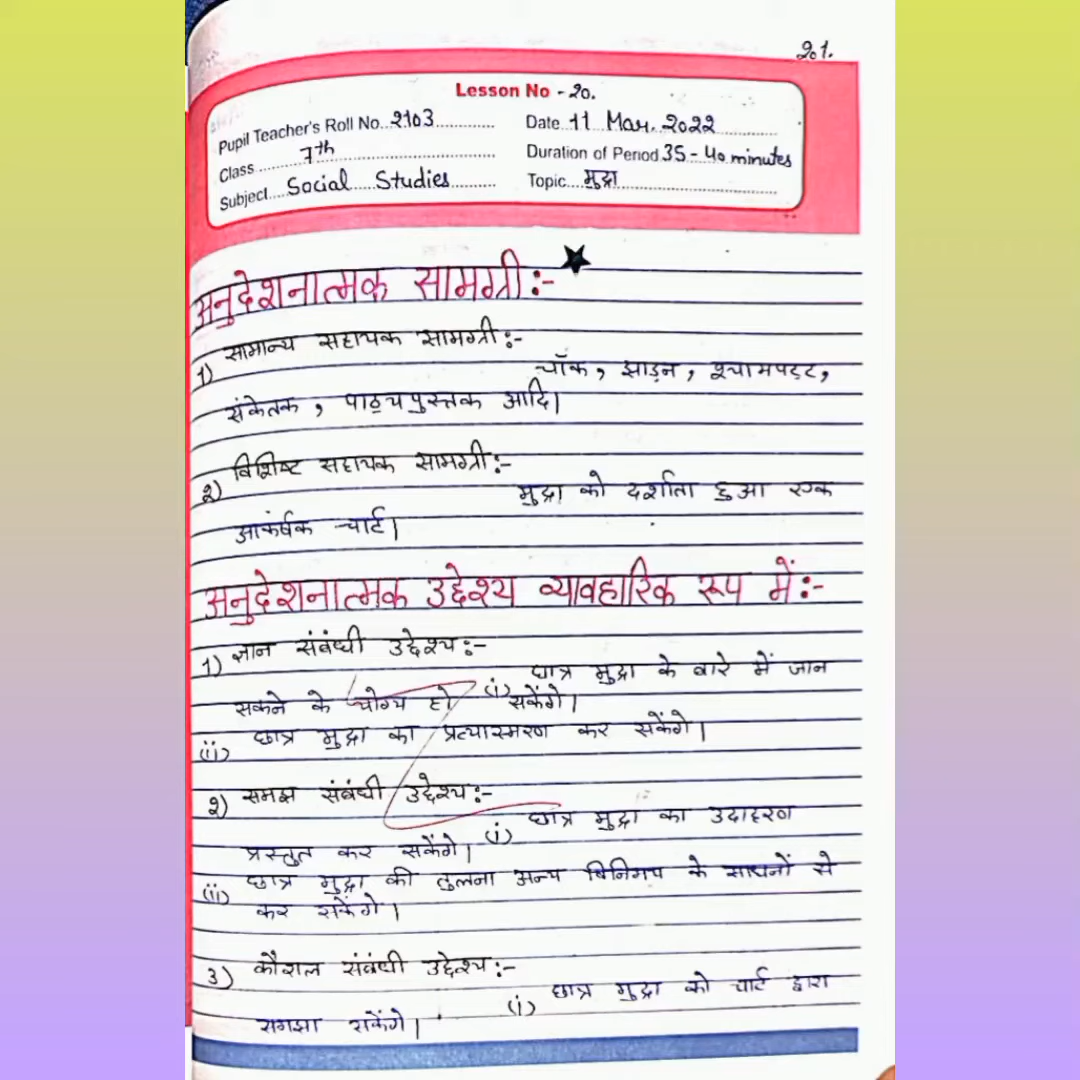 201.
Lesson No - 20.
Pupil Teacher's Roll No. 2103
Date 11 Mar. 2022
Class 7th
Duration of Period 35 - 40 minutes
Subject Social Studies
Topic मुद्रा
अनुदेशनात्मक सामग्री :-
1) सामान्य सहायक सामग्री :-
चॉक, झाड़न, श्यामपट्ट,
संकेतक, पाठ्यपुस्तक आदि।
2) विशिष्ट सहायक सामग्री :-
मुद्रा को दर्शाता हुआ एक
आकर्षक चार्ट।
अनुदेशनात्मक उद्देश्य व्यावहारिक रूप में :-
1) ज्ञान संबंधी उद्देश्य :-
(i) छात्र मुद्रा के बारे में जान
सकने के योग्य हो सकेंगे।
(ii) छात्र मुद्रा का प्रत्यास्मरण कर सकेंगे।
2) समझ संबंधी उद्देश्य :-
(i) छात्र मुद्रा का उदाहरण
प्रस्तुत कर सकेंगे।
(ii) छात्र मुद्रा की तुलना अन्य विनिमय के साधनों से
कर सकेंगे।
3) कौशल संबंधी उद्देश्य :-
(i) छात्र मुद्रा को चार्ट द्वारा
समझा सकेंगे।